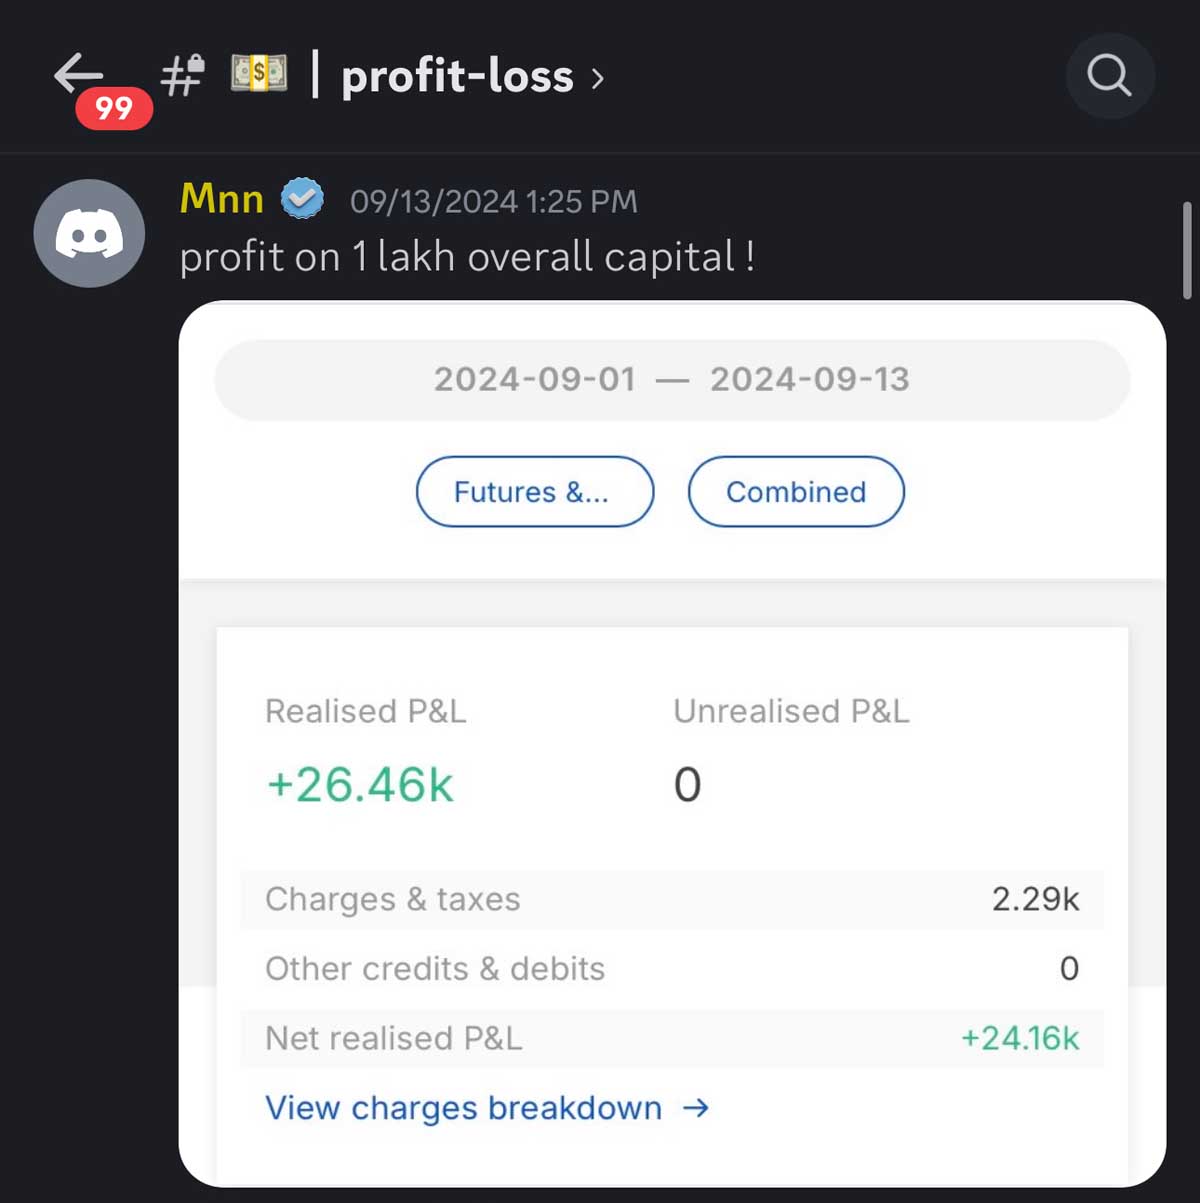 # 💵 | profit-loss ›
99
Mnn 09/13/2024 1:25 PM
profit on 1 lakh overall capital !
2024-09-01 — 2024-09-13
Futures &... Combined
Realised P&L Unrealised P&L
+26.46k 0
Charges & taxes 2.29k
Other credits & debits 0
Net realised P&L +24.16k
View charges breakdown →